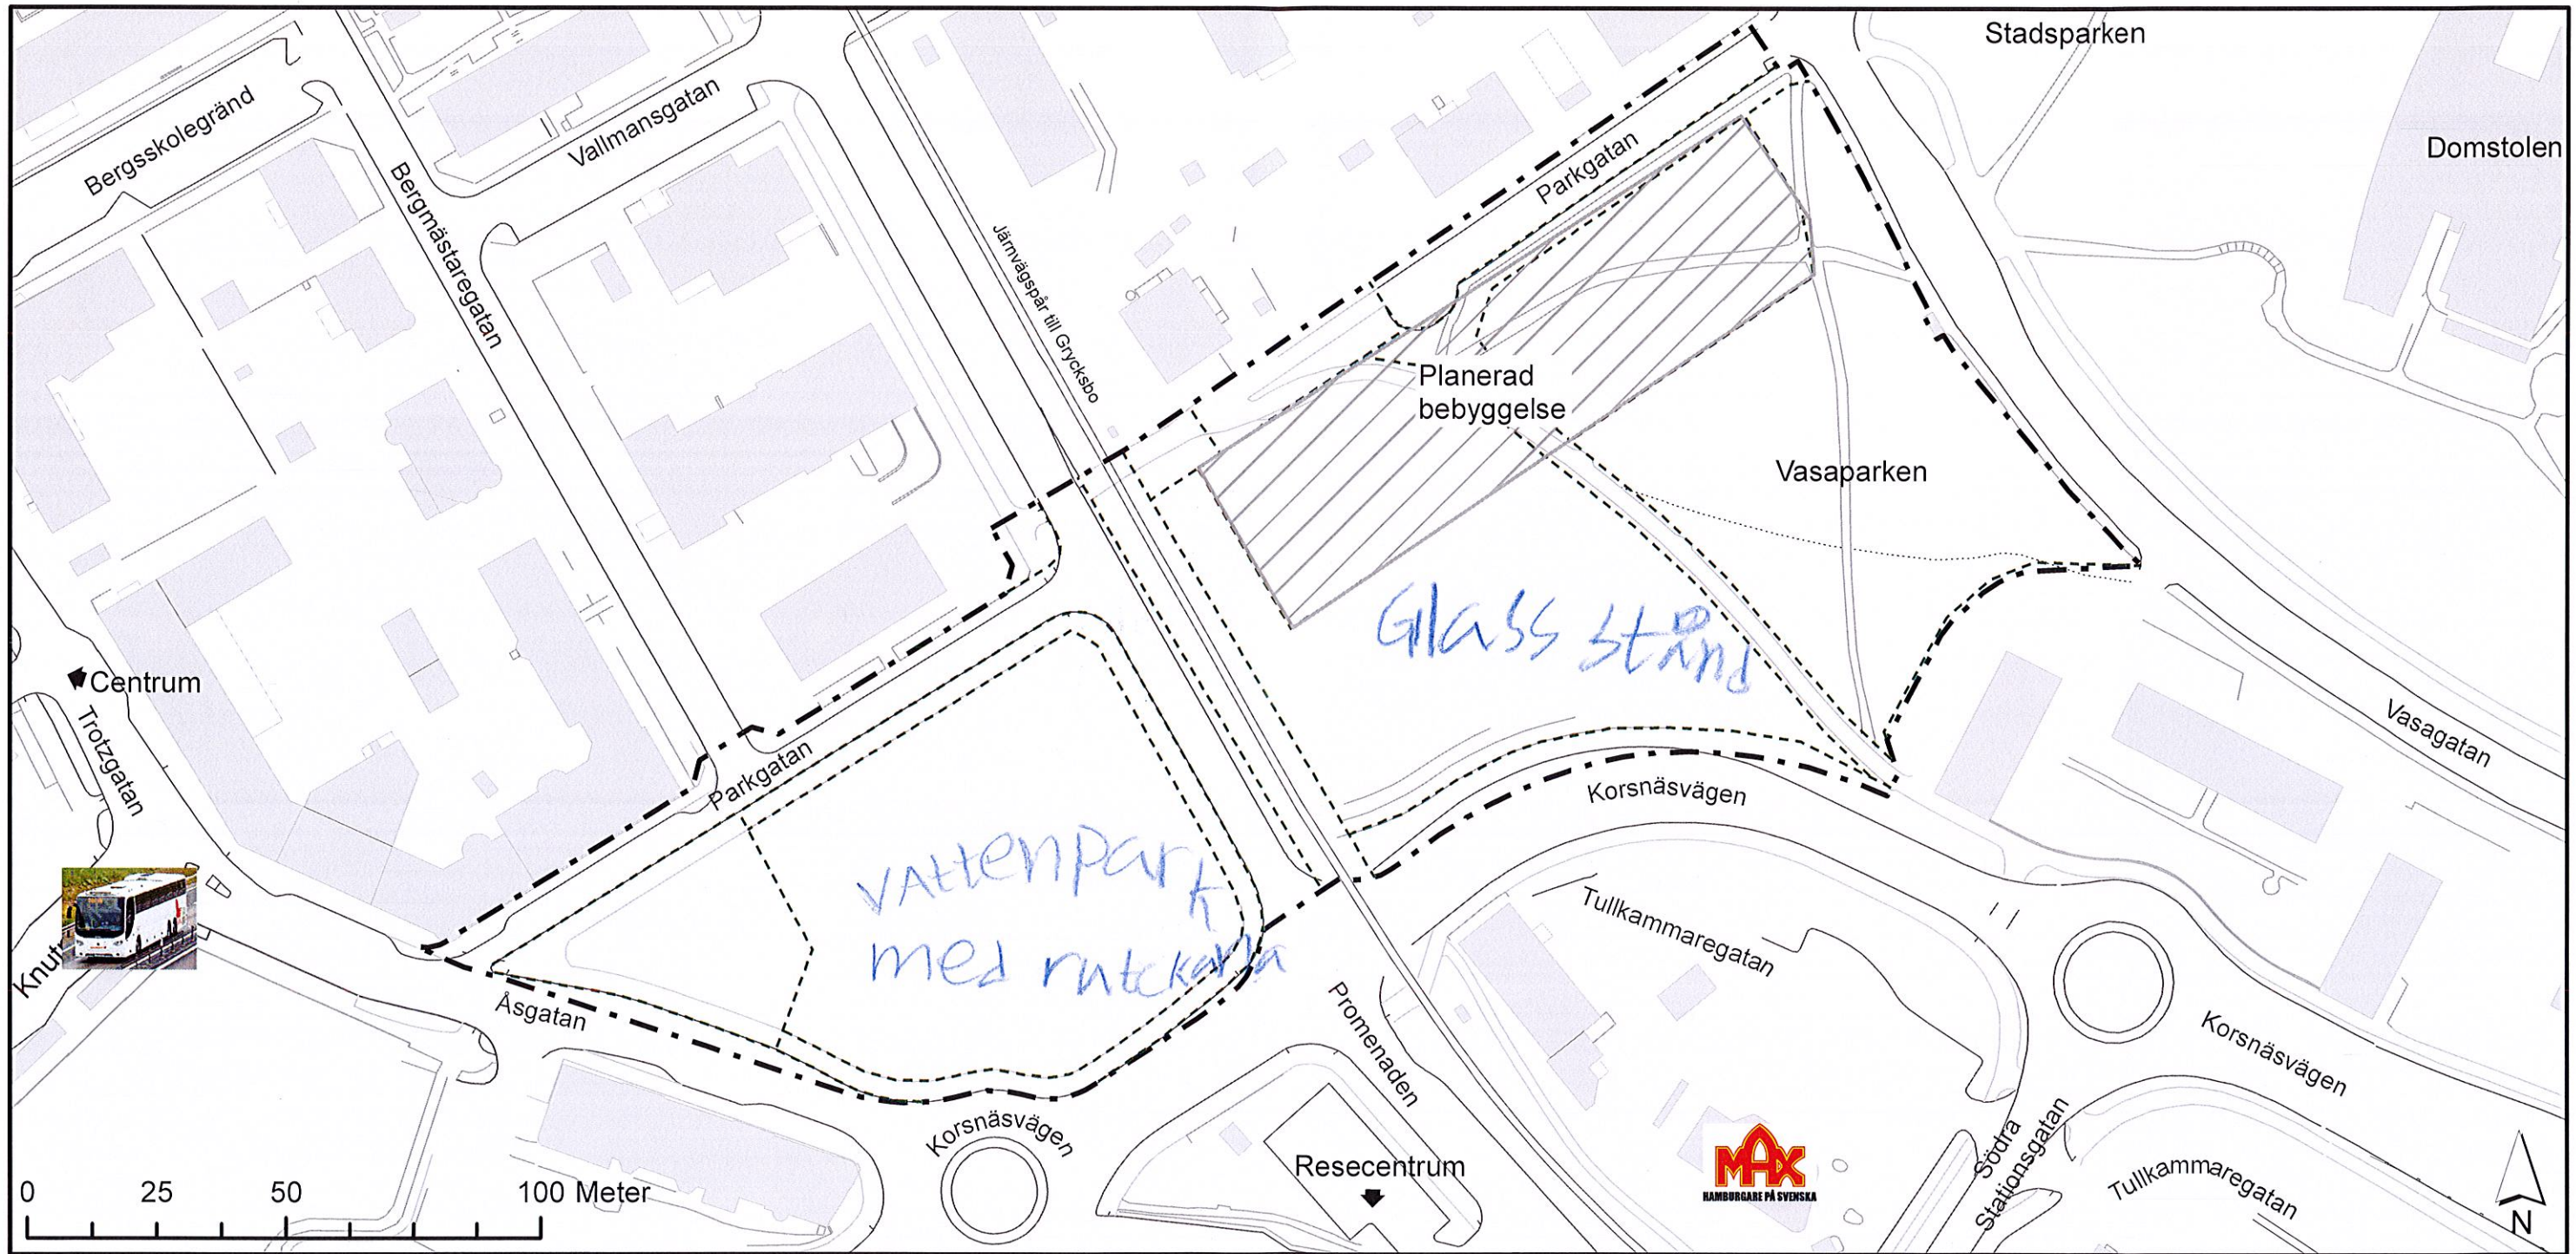 Stadsparken
Bergsskolegränd
Vallmansgatan
Domstolen
Parkgatan
Bergmästaregatan
Järnvägspår till Grycksbo
Planerad
bebyggelse
Vasaparken
Glass stånd
Centrum
Trotzgatan
Parkgatan
Vasagatan
Korsnäsvägen
vattenpark
med rutckana
Tullkammaregatan
Knut
Åsgatan
Promenaden
Korsnäsvägen
Korsnäsvägen
Resecentrum
MAX
HAMBURGARE PÅ SVENSKA
Södra
Stationsgatan
Tullkammaregatan
0 25 50 100 Meter
N